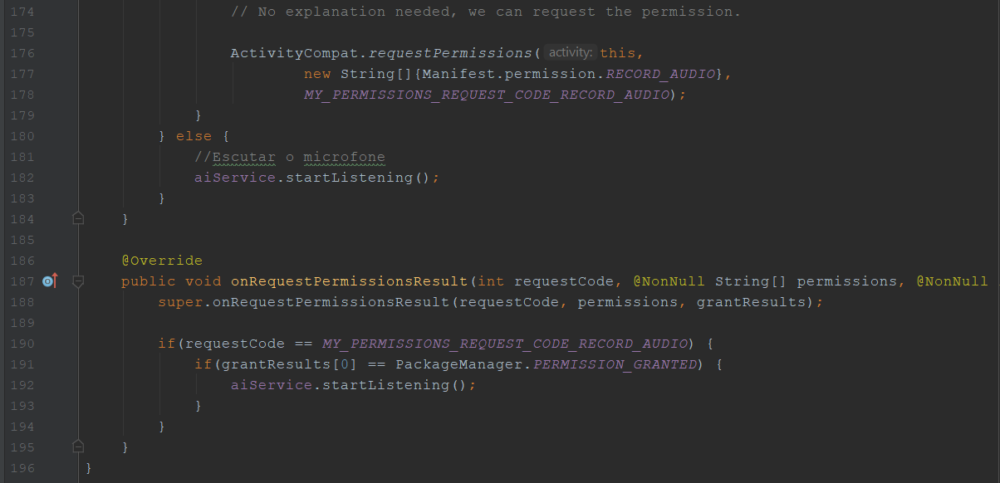 174 // No explanation needed, we can request the permission.
175
176 ActivityCompat.requestPermissions( activity: this,
177 new String[]{Manifest.permission.RECORD_AUDIO},
178 MY_PERMISSIONS_REQUEST_CODE_RECORD_AUDIO);
179 }
180 } else {
181 //Escutar o microfone
182 aiService.startListening();
183 }
184 }
185
186 @Override
187 public void onRequestPermissionsResult(int requestCode, @NonNull String[] permissions, @NonNull
188 super.onRequestPermissionsResult(requestCode, permissions, grantResults);
189
190 if(requestCode == MY_PERMISSIONS_REQUEST_CODE_RECORD_AUDIO) {
191 if(grantResults[0] == PackageManager.PERMISSION_GRANTED) {
192 aiService.startListening();
193 }
194 }
195 }
196 }